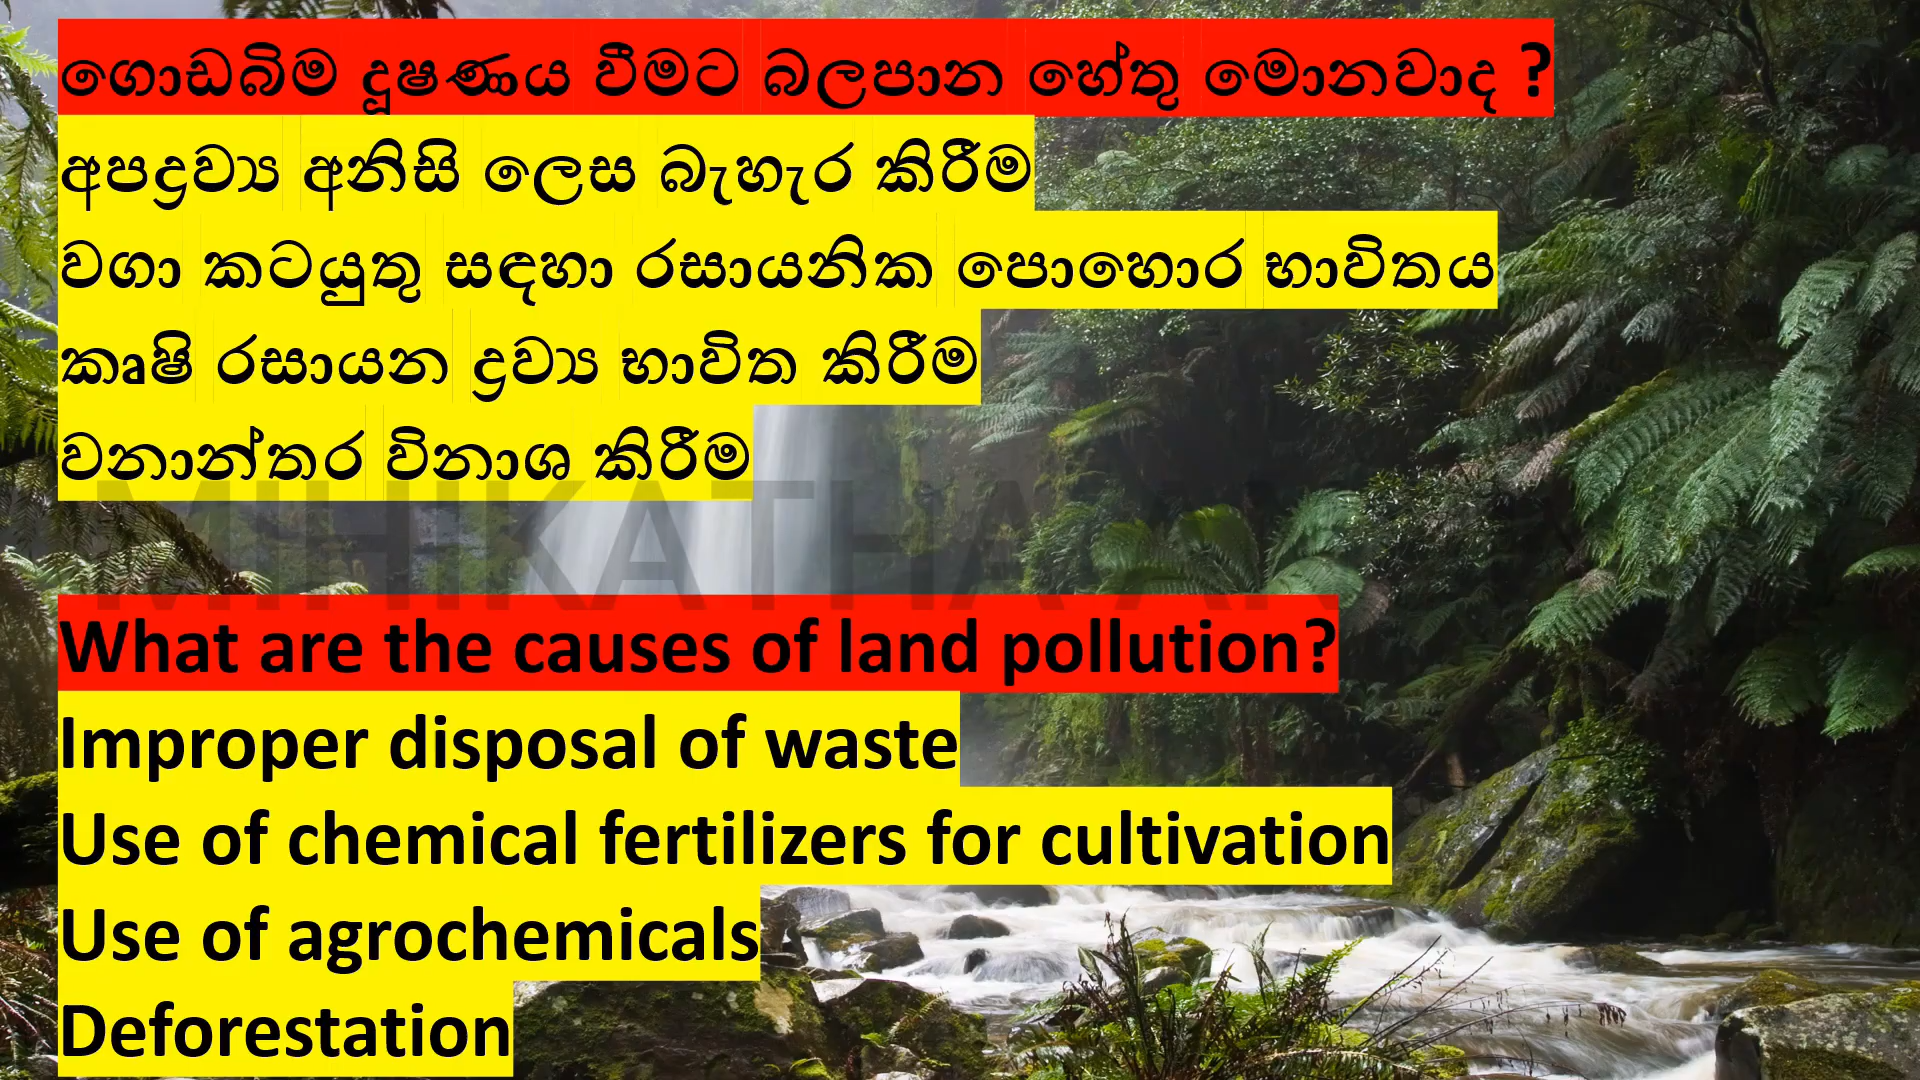 ගොඩබිම දූෂණය වීමට බලපාන හේතු මොනවාද ?
අපද්‍රව්‍ය අනිසි ලෙස බැහැර කිරීම
වගා කටයුතු සඳහා රසායනික පොහොර භාවිතය
කෘෂි රසායන ද්‍රව්‍ය භාවිත කිරීම
වනාන්තර විනාශ කිරීම
MIHIKATHA
What are the causes of land pollution?
Improper disposal of waste
Use of chemical fertilizers for cultivation
Use of agrochemicals
Deforestation